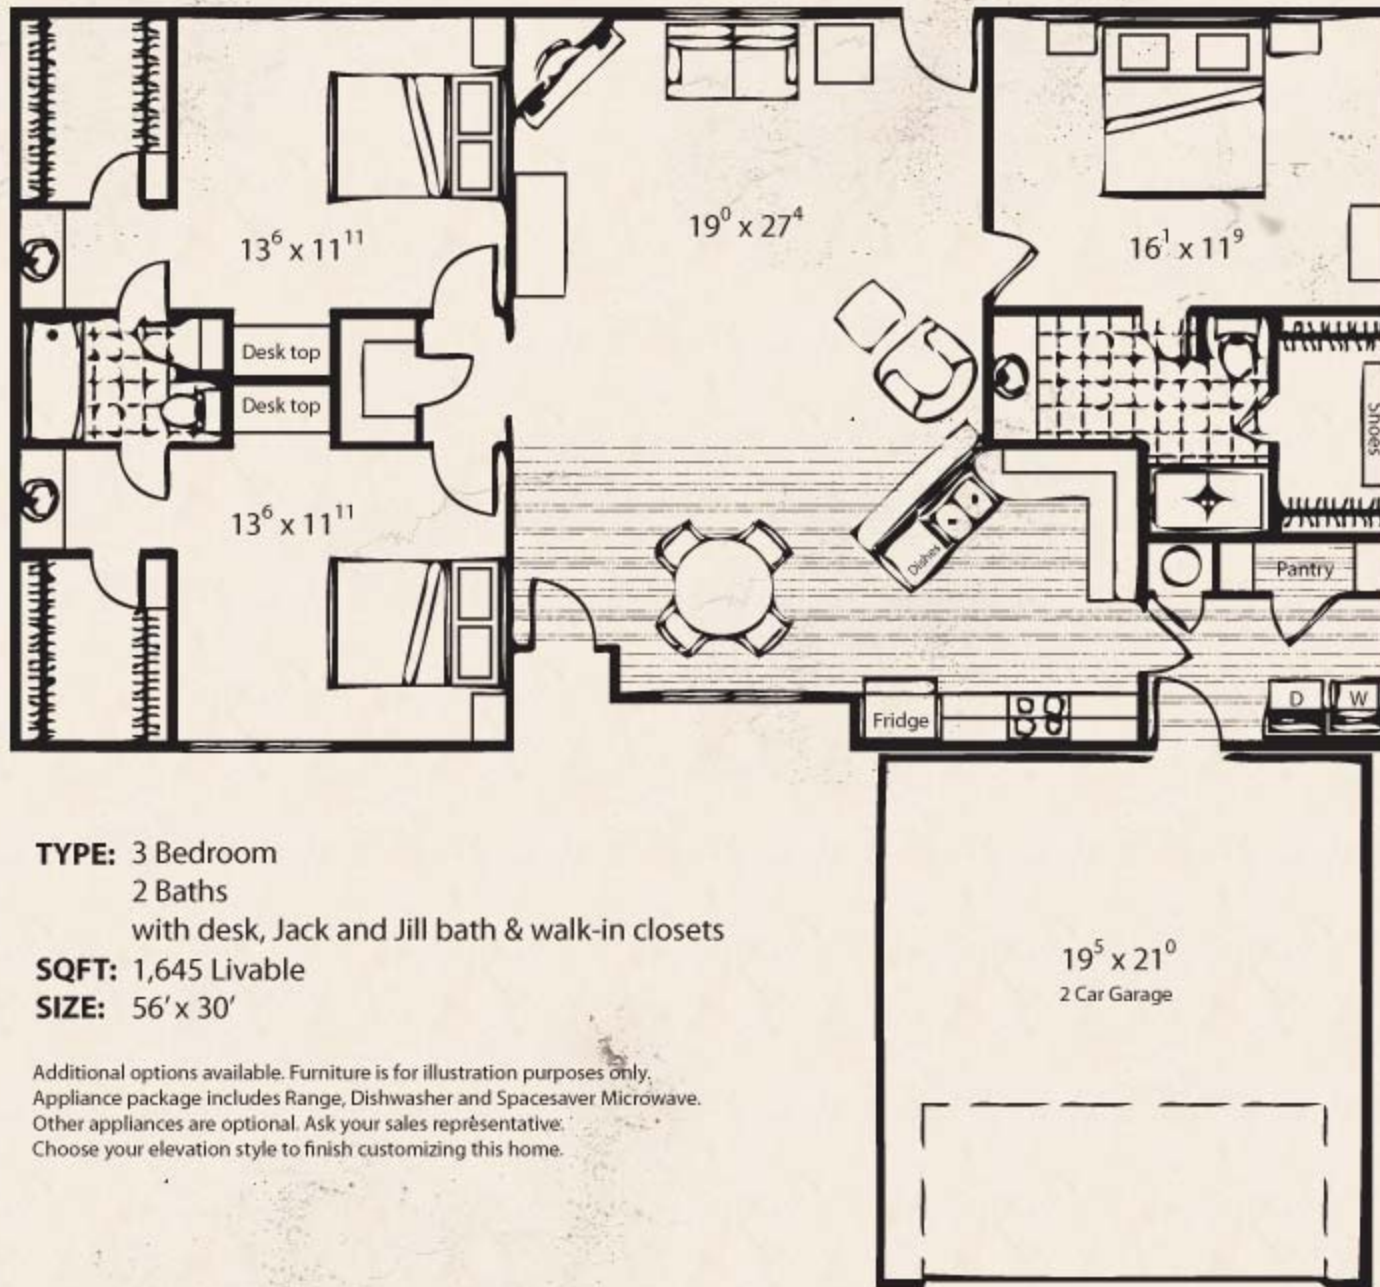 19⁰ x 27⁴
13⁶ x 11¹¹
16¹ x 11⁹
Desk top
Desk top
Shoes
13⁶ x 11¹¹
Dishes
Pantry
Fridge
D
W
TYPE: 3 Bedroom
2 Baths
with desk, Jack and Jill bath & walk-in closets
SQFT: 1,645 Livable
SIZE: 56' x 30'
19⁵ x 21⁰
2 Car Garage
Additional options available. Furniture is for illustration purposes only.
Appliance package includes Range, Dishwasher and Spacesaver Microwave.
Other appliances are optional. Ask your sales representative.
Choose your elevation style to finish customizing this home.